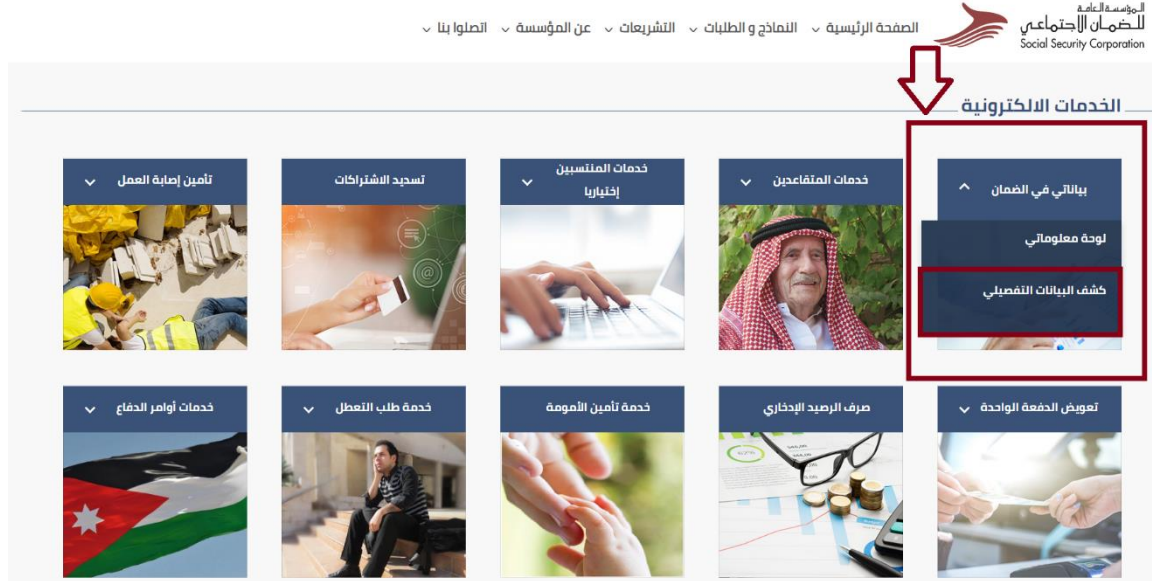 المؤسسة العامة
للضمان الاجتماعي
Social Security Corporation
الصفحة الرئيسية
النماذج و الطلبات
التشريعات
عن المؤسسة
اتصلوا بنا
الخدمات الالكترونية
بياناتي في الضمان
لوحة معلوماتي
كشف البيانات التفصيلي
خدمات المتقاعدين
خدمات المنتسبين
إختياريا
تسديد الاشتراكات
تأمين إصابة العمل
تعويض الدفعة الواحدة
صرف الرصيد الإدخاري
خدمة تأمين الأمومة
خدمة طلب التعطل
خدمات أوامر الدفاع